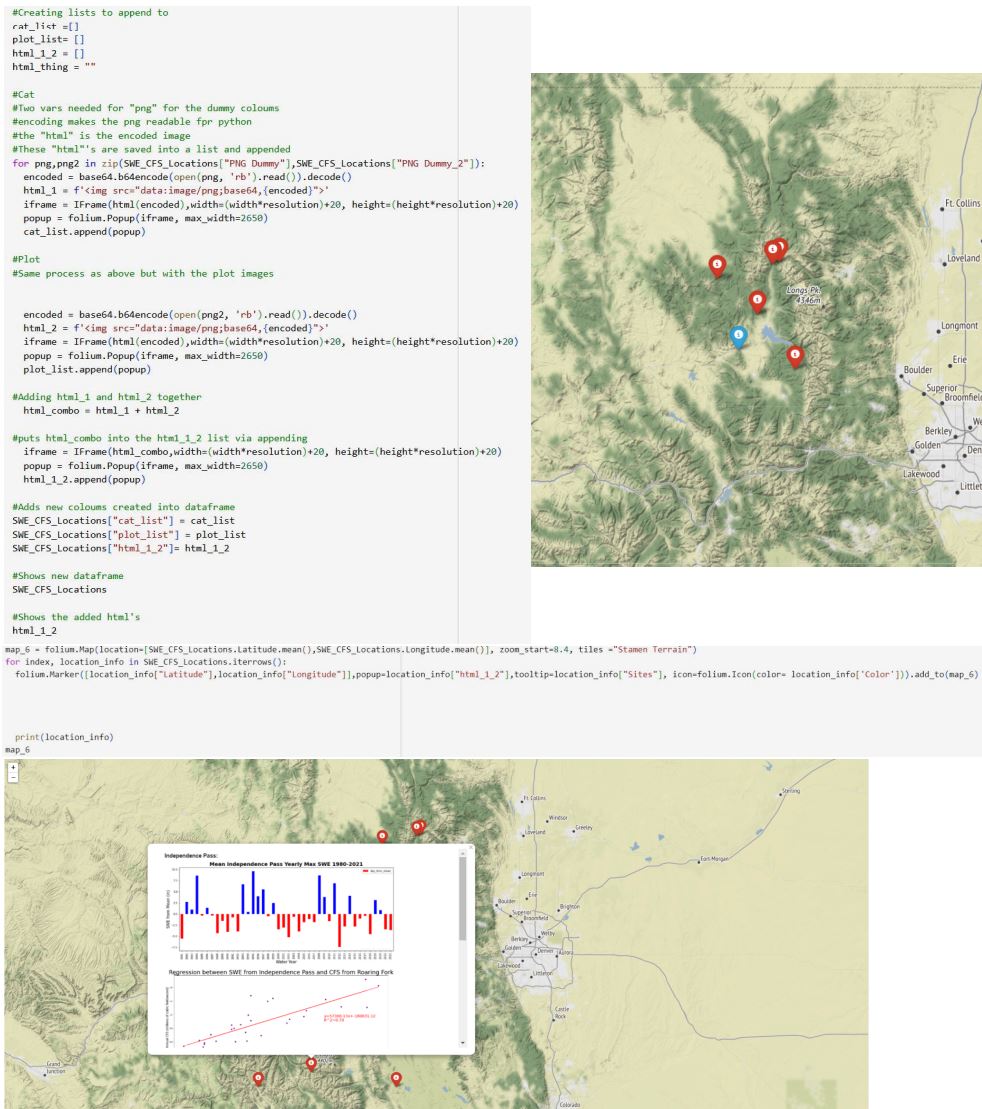 #Creating lists to append to
cat_list =[]
plot_list= []
html_1_2 = []
html_thing = ""
#Cat
#Two vars needed for "png" for the dummy coloums
#encoding makes the png readable fpr python
#the "html" is the encoded image
#These "html"'s are saved into a list and appended
for png,png2 in zip(SWE_CFS_Locations["PNG Dummy"],SWE_CFS_Locations["PNG Dummy_2"]):
encoded = base64.b64encode(open(png, 'rb').read()).decode()
html_1 = f'<img src="data:image/png;base64,{encoded}">'
iframe = IFrame(html(encoded),width=(width*resolution)+20, height=(height*resolution)+20)
popup = folium.Popup(iframe, max_width=2650)
cat_list.append(popup)
#Plot
#Same process as above but with the plot images
encoded = base64.b64encode(open(png2, 'rb').read()).decode()
html_2 = f'<img src="data:image/png;base64,{encoded}">'
iframe = IFrame(html(encoded),width=(width*resolution)+20, height=(height*resolution)+20)
popup = folium.Popup(iframe, max_width=2650)
plot_list.append(popup)
#Adding html_1 and html_2 together
html_combo = html_1 + html_2
#puts html_combo into the htm1_1_2 list via appending
iframe = IFrame(html_combo,width=(width*resolution)+20, height=(height*resolution)+20)
popup = folium.Popup(iframe, max_width=2650)
html_1_2.append(popup)
#Adds new coloums created into dataframe
SWE_CFS_Locations["cat_list"] = cat_list
SWE_CFS_Locations["plot_list"] = plot_list
SWE_CFS_Locations["html_1_2"]= html_1_2
#Shows new dataframe
SWE_CFS_Locations
#Shows the added html's
html_1_2
Ft. Collins
Loveland
Longs Pk.
4346m
Longmont
Erie
Boulder
Superior
Broomfiel
We
Berkley
Golden
Den
Lakewood
Littlet
map_6 = folium.Map(location=[SWE_CFS_Locations.Latitude.mean(),SWE_CFS_Locations.Longitude.mean()], zoom_start=8.4, tiles ="Stamen Terrain")
for index, location_info in SWE_CFS_Locations.iterrows():
folium.Marker([location_info["Latitude"],location_info["Longitude"]],popup=location_info["html_1_2"],tooltip=location_info["Sites"], icon=folium.Icon(color= location_info['Color'])).add_to(map_6)
print(location_info)
map_6
+
−
Independence Pass:
Mean Independence Pass Yearly Max SWE 1980-2021
SWE from Mean (in)
Water Year
Regression between SWE from Independence Pass and CFS from Roaring Fork
Sterling
Ft. Collins
Windsor
Greeley
Loveland
Fort Morgan
Longmont
Erie
Boulder
Brighton
Superior
Broomfield
Welby
Berkley
Golden
Denver
Aurora
Lakewood
Littleton
Castle
Rock
Grand
Junction
Colorado